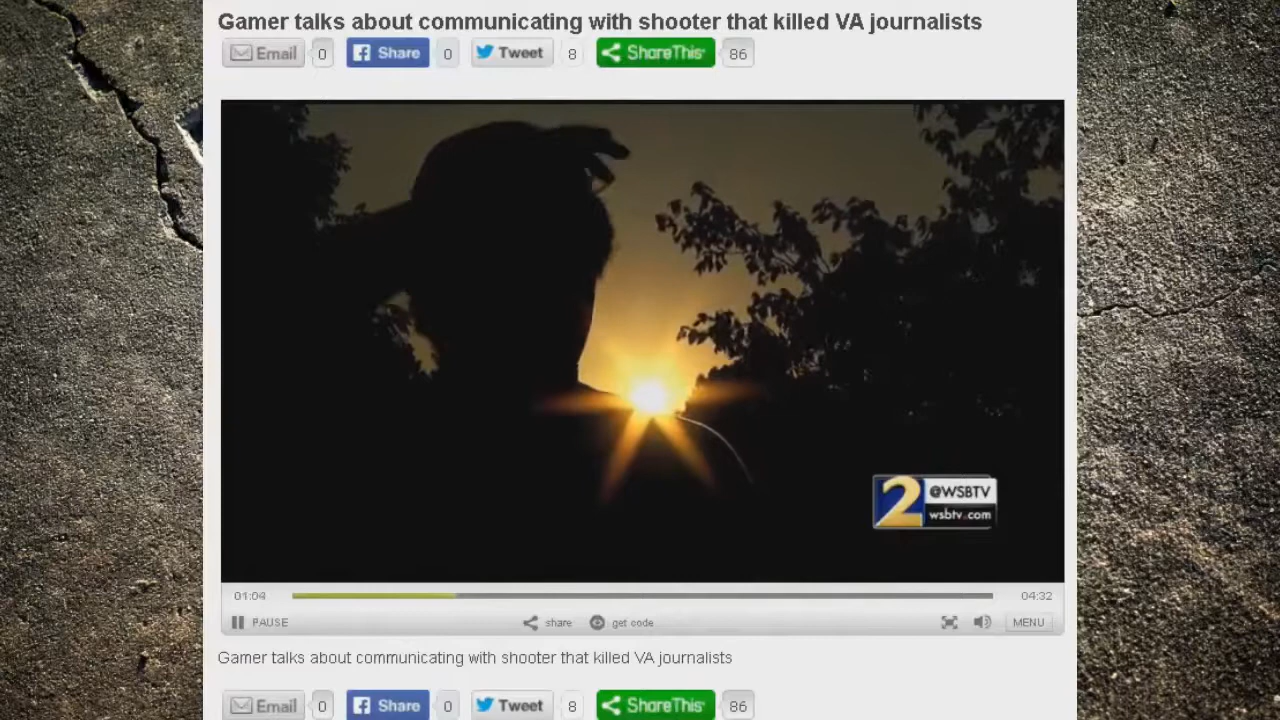 Gamer talks about communicating with shooter that killed VA journalists
Email 0 Share 0 Tweet 8 ShareThis 86
2 @WSBTV
wsbtv.com
01:04 04:32
PAUSE share get code MENU
Gamer talks about communicating with shooter that killed VA journalists
Email 0 Share 0 Tweet 8 ShareThis 86